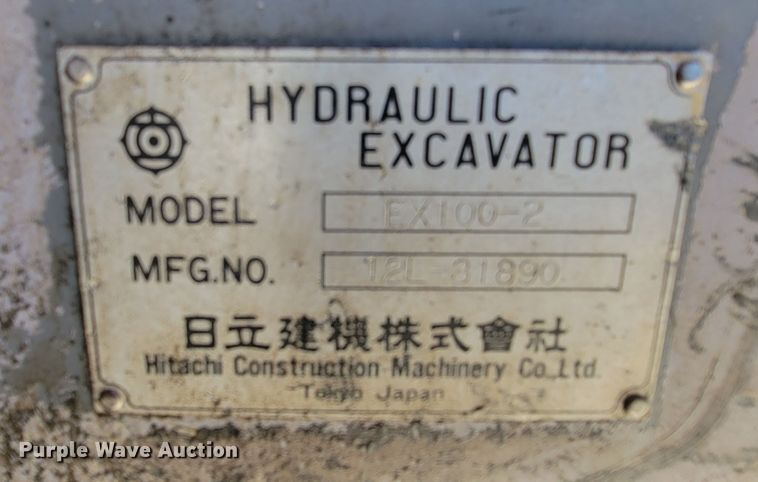 HYDRAULIC
EXCAVATOR
MODEL EX100-2
MFG.NO. 12L-31890
日立建機株式會社
Hitachi Construction Machinery Co.,Ltd.
Tokyo Japan
Purple Wave Auction